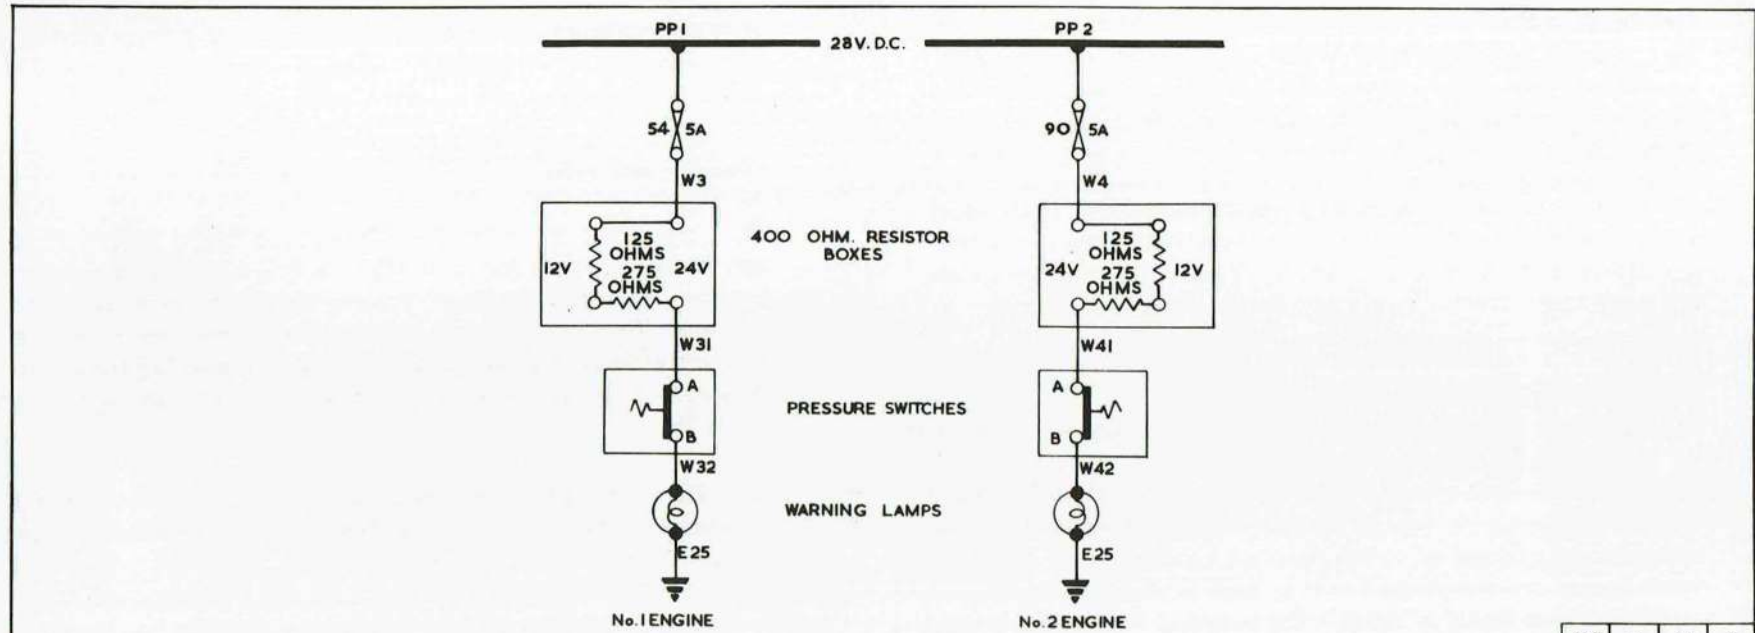 PP1
28V. D.C.
PP 2
54
5A
90
5A
W3
W4
125
OHMS
275
OHMS
12V
24V
400 OHM. RESISTOR
BOXES
125
OHMS
275
OHMS
24V
12V
W31
W41
A
B
PRESSURE SWITCHES
A
B
W32
W42
WARNING LAMPS
E25
E25
No. 1 ENGINE
No. 2 ENGINE